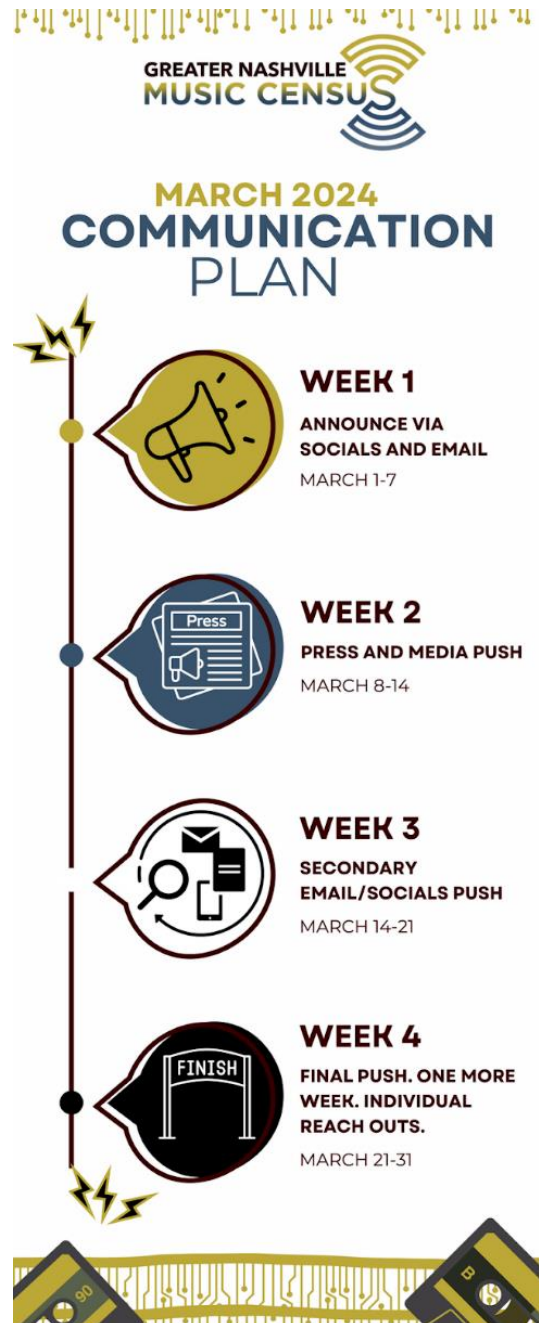 GREATER NASHVILLE
MUSIC CENSUS
MARCH 2024
COMMUNICATION
PLAN
WEEK 1
ANNOUNCE VIA
SOCIALS AND EMAIL
MARCH 1-7
Press
WEEK 2
PRESS AND MEDIA PUSH
MARCH 8-14
WEEK 3
SECONDARY
EMAIL/SOCIALS PUSH
MARCH 14-21
FINISH
WEEK 4
FINAL PUSH. ONE MORE
WEEK. INDIVIDUAL
REACH OUTS.
MARCH 21-31
90
B